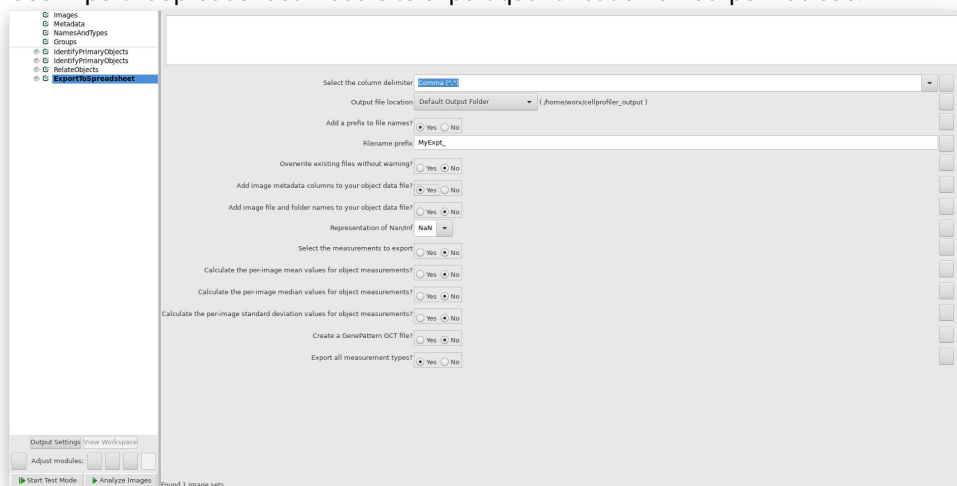 Images
Metadata
NamesAndTypes
Groups
IdentifyPrimaryObjects
IdentifyPrimaryObjects
RelateObjects
ExportToSpreadsheet
Select the column delimiter Comma (",")
Output file location Default Output Folder ( /home/worx/cellprofiler_output )
Add a prefix to file names? Yes No
Filename prefix MyExpt_
Overwrite existing files without warning? Yes No
Add image metadata columns to your object data file? Yes No
Add image file and folder names to your object data file? Yes No
Representation of Nan/Inf NaN
Select the measurements to export Yes No
Calculate the per-image mean values for object measurements? Yes No
Calculate the per-image median values for object measurements? Yes No
Calculate the per-image standard deviation values for object measurements? Yes No
Create a GenePattern GCT file? Yes No
Export all measurement types? Yes No
Output Settings View Workspace
Adjust modules:
Start Test Mode Analyze Images
Found 1 image sets